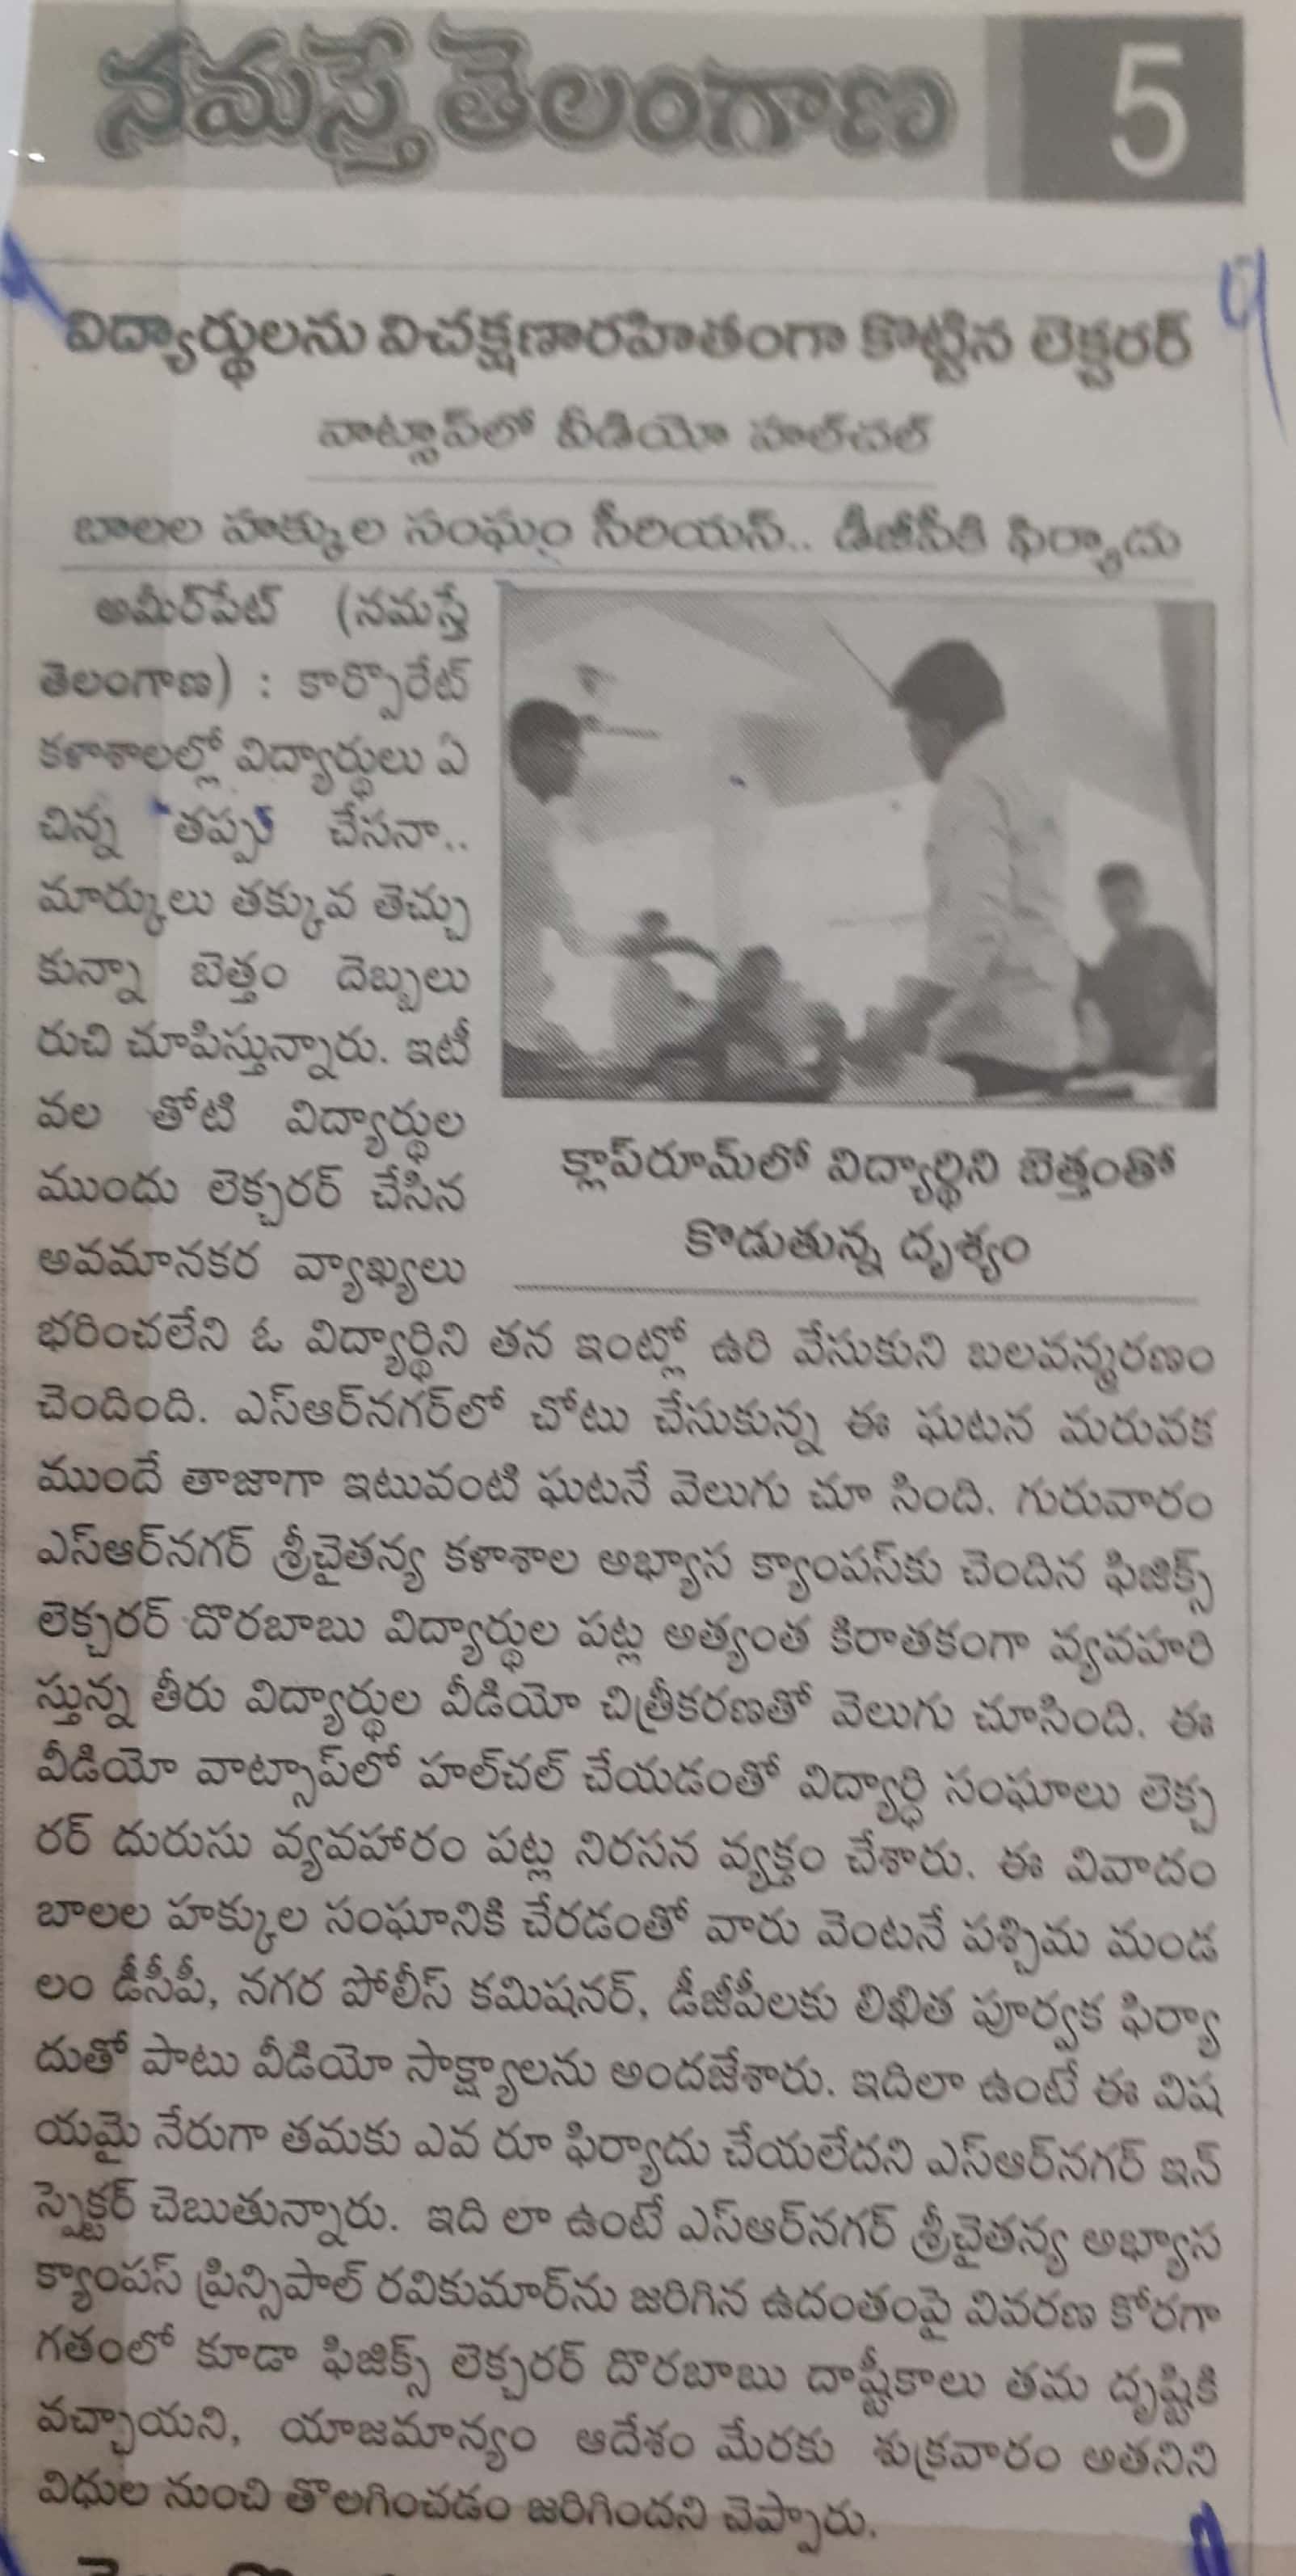 నమస్తే తెలంగాణ 5
విద్యార్థులను విచక్షణారహితంగా కొట్టిన లెక్చరర్
వాట్సాప్‌లో వీడియో హల్‌చల్
బాలల హక్కుల సంఘం సీరియస్.. డీజీపీకి ఫిర్యాదు
అమీర్‌పేట్ (నమస్తే
తెలంగాణ) : కార్పొరేట్
కళాశాలల్లో విద్యార్థులు ఏ
చిన్న తప్పు చేసనా..
మార్కులు తక్కువ తెచ్చు
కున్నా బెత్తం దెబ్బలు
రుచి చూపిస్తున్నారు. ఇటీ
వల తోటి విద్యార్థుల
ముందు లెక్చరర్ చేసిన
అవమానకర వ్యాఖ్యలు
క్లాస్‌రూమ్‌లో విద్యార్థిని బెత్తంతో
కొడుతున్న దృశ్యం
భరించలేని ఓ విద్యార్థిని తన ఇంట్లో ఉరి వేసుకుని బలవన్మరణం
చెందింది. ఎస్ఆర్‌నగర్‌లో చోటు చేసుకున్న ఈ ఘటన మరువక
ముందే తాజాగా ఇటువంటి ఘటనే వెలుగు చూ సింది. గురువారం
ఎస్ఆర్‌నగర్ శ్రీచైతన్య కళాశాల అభ్యాస క్యాంపస్‌కు చెందిన ఫిజిక్స్
లెక్చరర్ దొరబాబు విద్యార్థుల పట్ల అత్యంత కిరాతకంగా వ్యవహరి
స్తున్న తీరు విద్యార్థుల వీడియో చిత్రీకరణతో వెలుగు చూసింది. ఈ
వీడియో వాట్సాప్‌లో హల్‌చల్ చేయడంతో విద్యార్థి సంఘాలు లెక్చ
రర్ దురుసు వ్యవహారం పట్ల నిరసన వ్యక్తం చేశారు. ఈ వివాదం
బాలల హక్కుల సంఘానికి చేరడంతో వారు వెంటనే పశ్చిమ మండ
లం డీసీపీ, నగర పోలీస్ కమిషనర్, డీజీపీలకు లిఖిత పూర్వక ఫిర్యా
దుతో పాటు వీడియో సాక్ష్యాలను అందజేశారు. ఇదిలా ఉంటే ఈ విష
యమై నేరుగా తమకు ఎవ రూ ఫిర్యాదు చేయలేదని ఎస్ఆర్‌నగర్ ఇన్
స్పెక్టర్ చెబుతున్నారు. ఇది లా ఉంటే ఎస్ఆర్‌నగర్ శ్రీచైతన్య అభ్యాస
క్యాంపస్ ప్రిన్సిపాల్ రవికుమార్‌ను జరిగిన ఉదంతంపై వివరణ కోరగా
గతంలో కూడా ఫిజిక్స్ లెక్చరర్ దొరబాబు దాష్టీకాలు తమ దృష్టికి
వచ్చాయని, యాజమాన్యం ఆదేశం మేరకు శుక్రవారం అతనిని
విధుల నుంచి తొలగించడం జరిగిందని చెప్పారు.